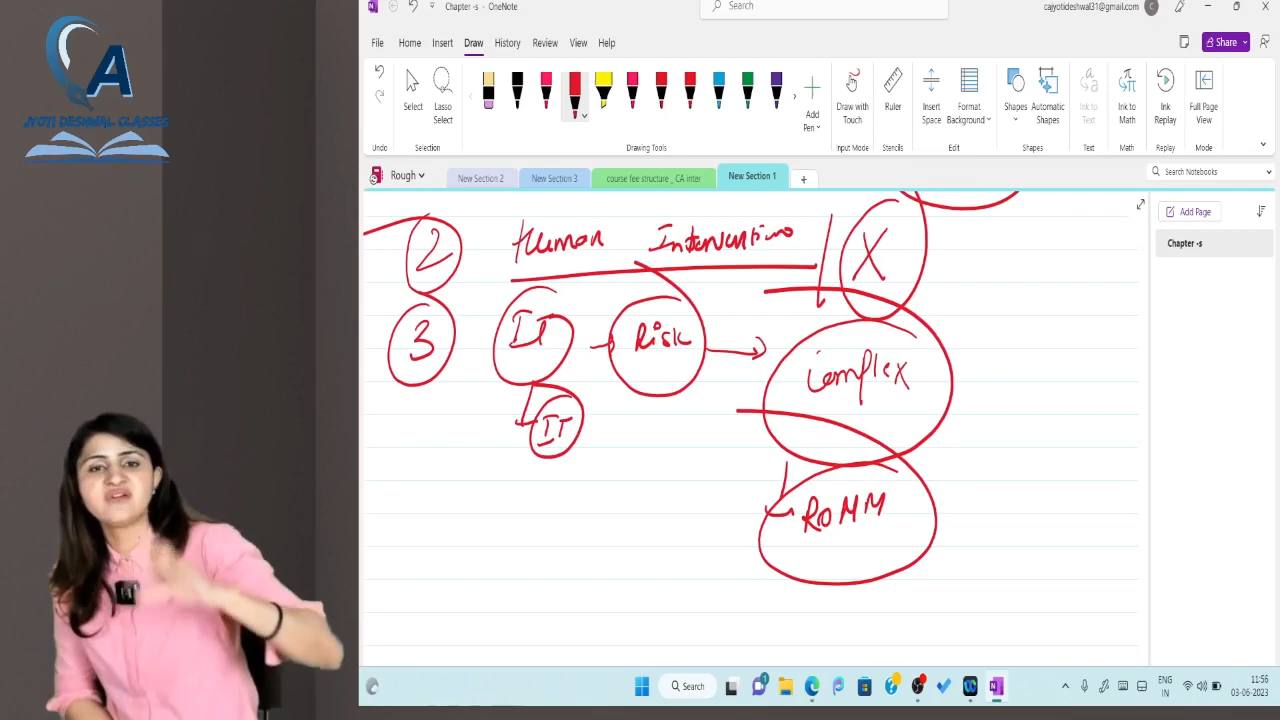 CA
JYOTI DESHWAL CLASSES
Chapter -s - OneNote
Search
cajyotideshwal31@gmail.com
C
File Home Insert Draw History Review View Help
Share
Select
Lasso Select
Add Pen
Draw with Touch
Ruler
Insert Space
Format Background
Shapes
Automatic Shapes
Ink to Text
Ink to Math
Ink Replay
Full Page View
Undo
Selection
Drawing Tools
Input Mode
Stencils
Edit
Shapes
Text
Math
Replay
Mode
Rough
New Section 2
New Section 3
course fee structure _ CA inter
New Section 1
+
Search Notebooks
Add Page
Chapter -s
2 Human Interventino X
3 IT Risk Complex
IT
ROMM
Search
ENG
IN
11:56
03-06-2023